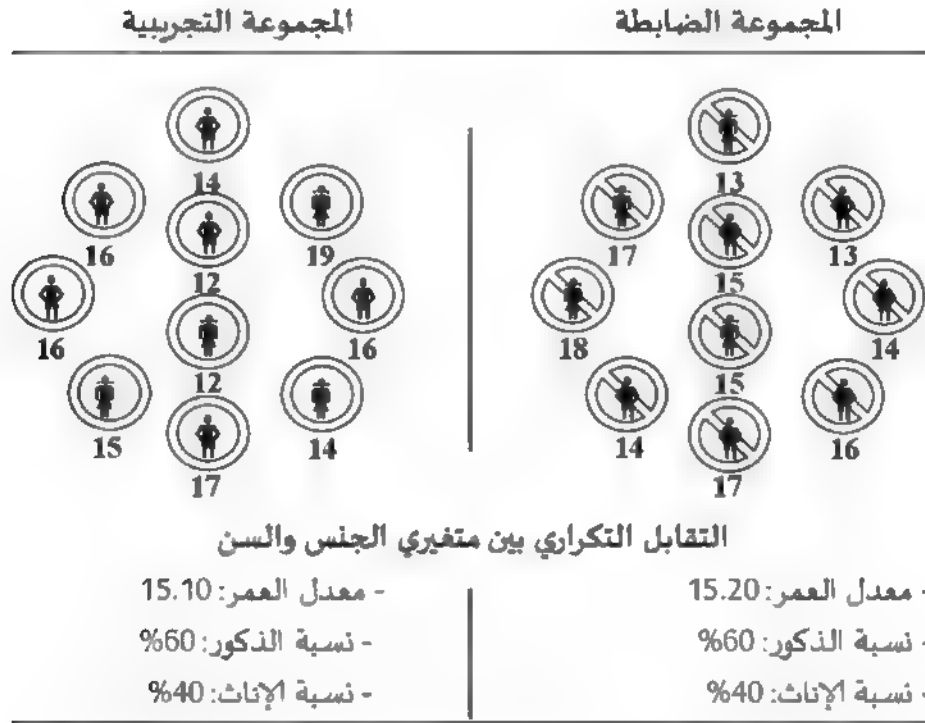 المجموعة الضابطة المجموعة التجريبية
13 14
17 13 16 19
15 12
18 14 16 16
15 12
14 16 15 14
17 17
التقابل التكراري بين متغيري الجنس والسن
- معدل العمر: 15.20 - معدل العمر: 15.10
- نسبة الذكور: 60% - نسبة الذكور: 60%
- نسبة الإناث: 40% - نسبة الإناث: 40%